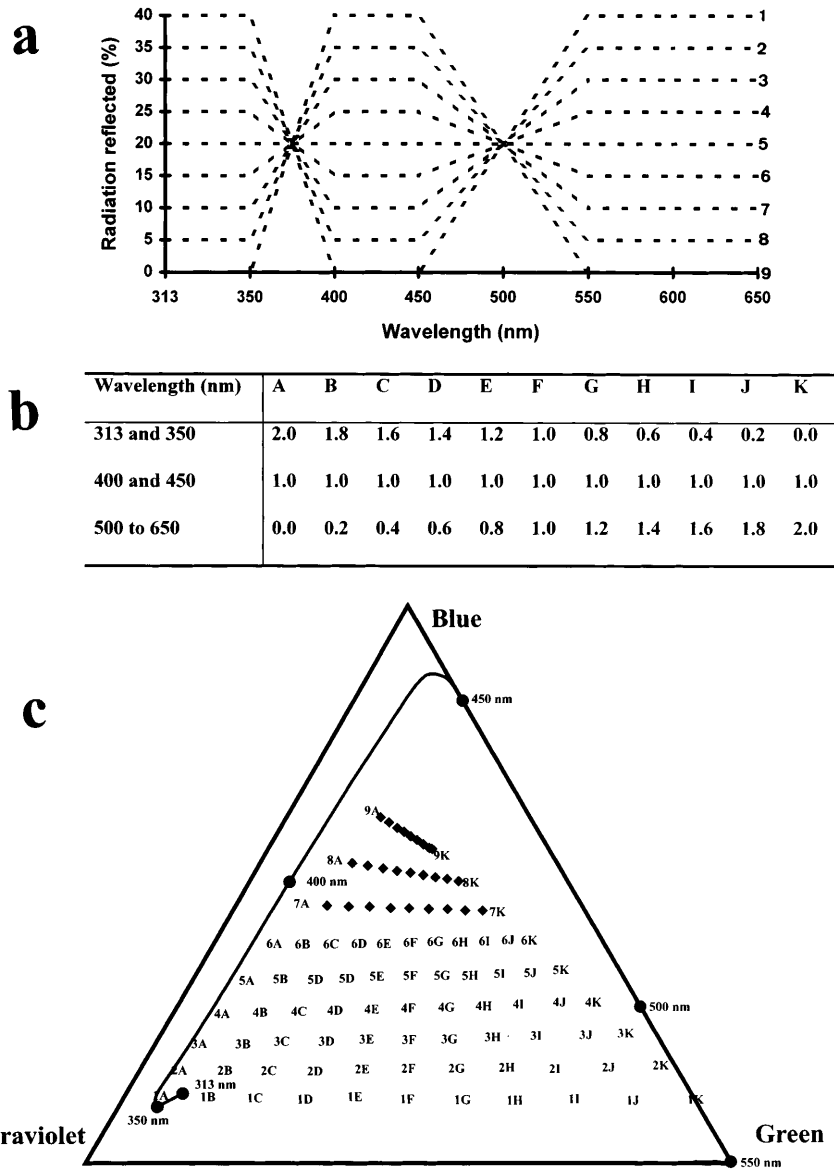 a
Radiation reflected (%)
40
35
30
25
20
15
10
5
0
1
2
3
4
5
6
7
8
9
313 350 400 450 500 550 600 650
Wavelength (nm)
b
Wavelength (nm) A B C D E F G H I J K
313 and 350 2.0 1.8 1.6 1.4 1.2 1.0 0.8 0.6 0.4 0.2 0.0
400 and 450 1.0 1.0 1.0 1.0 1.0 1.0 1.0 1.0 1.0 1.0 1.0
500 to 650 0.0 0.2 0.4 0.6 0.8 1.0 1.2 1.4 1.6 1.8 2.0
c
Blue
450 nm
9A
9K
8A 8K
400 nm
7A 7K
6A 6B 6C 6D 6E 6F 6G 6H 6I 6J 6K
5A 5B 5D 5D 5E 5F 5G 5H 5I 5J 5K
4A 4B 4C 4D 4E 4F 4G 4H 4I 4J 4K
500 nm
3A 3B 3C 3D 3E 3F 3G 3H 3I 3J 3K
2A 2B 2C 2D 2E 2F 2G 2H 2I 2J 2K
313 nm
1A 1B 1C 1D 1E 1F 1G 1H 1I 1J 1K
350 nm
raviolet
Green
550 nm